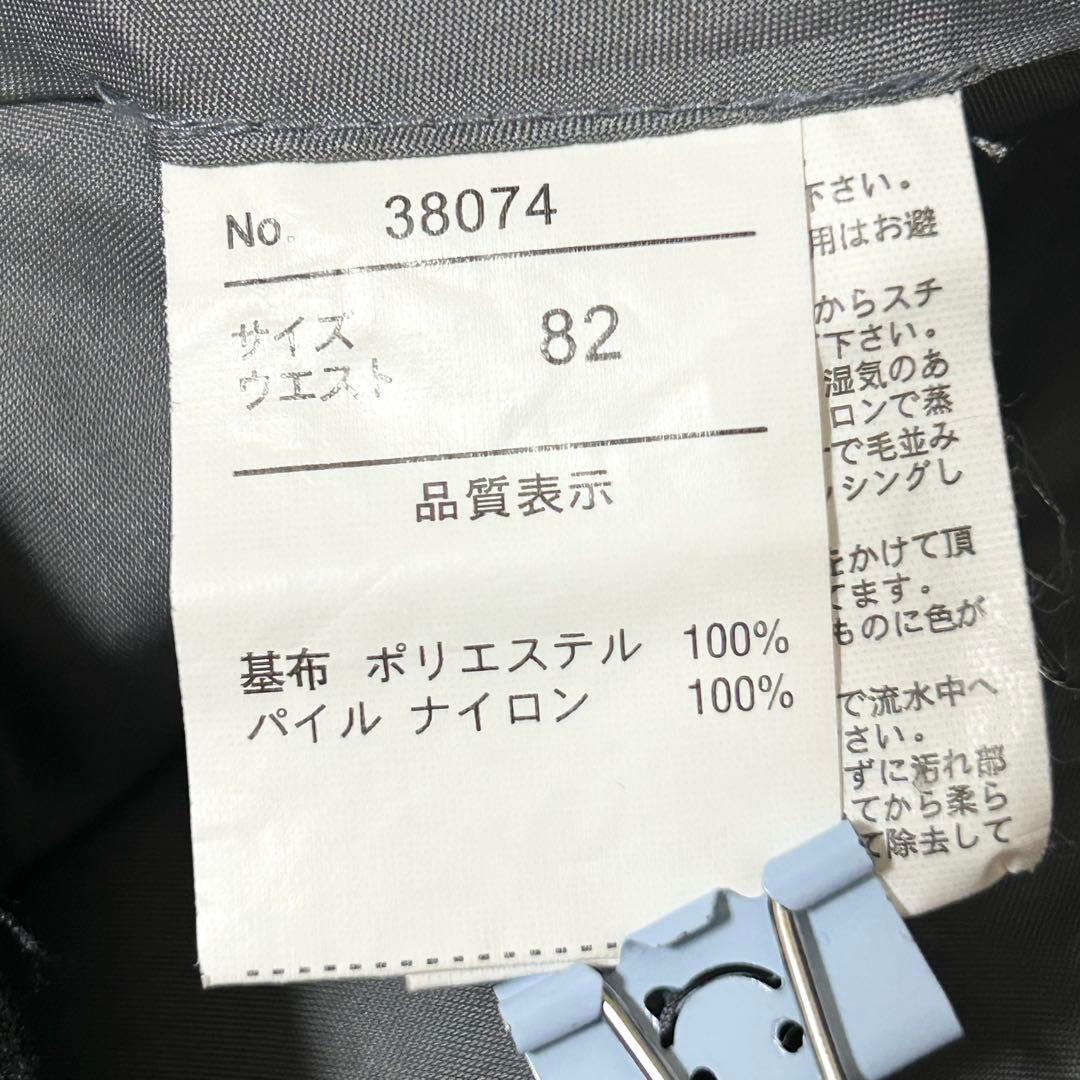 No. 38074
サイズ
ウエスト 82
品質表示
基布 ポリエステル 100%
パイル ナイロン 100%
下さい。
用はお避
からスチ
下さい。
湿気のあ
ロンで蒸
で毛並み
シングし
かけて頂
てます。
ものに色が
で流水中へ
さい。
ずに汚れ部
てから柔ら
て除去して